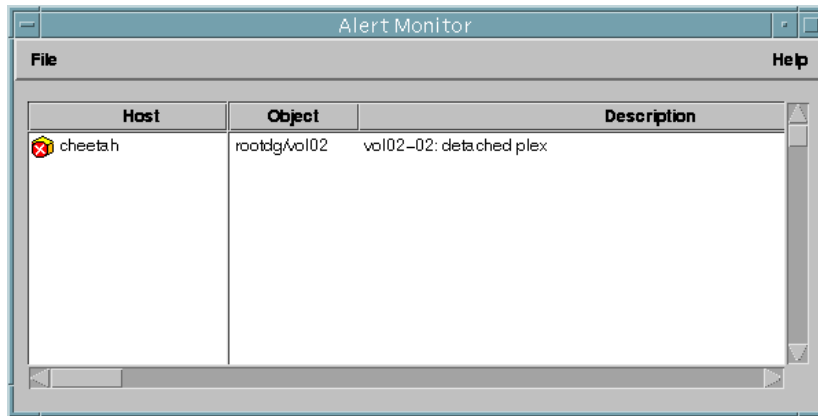 Alert Monitor
File Help
Host Object Description
cheetah rootdg/vol02 vol02-02: detached plex